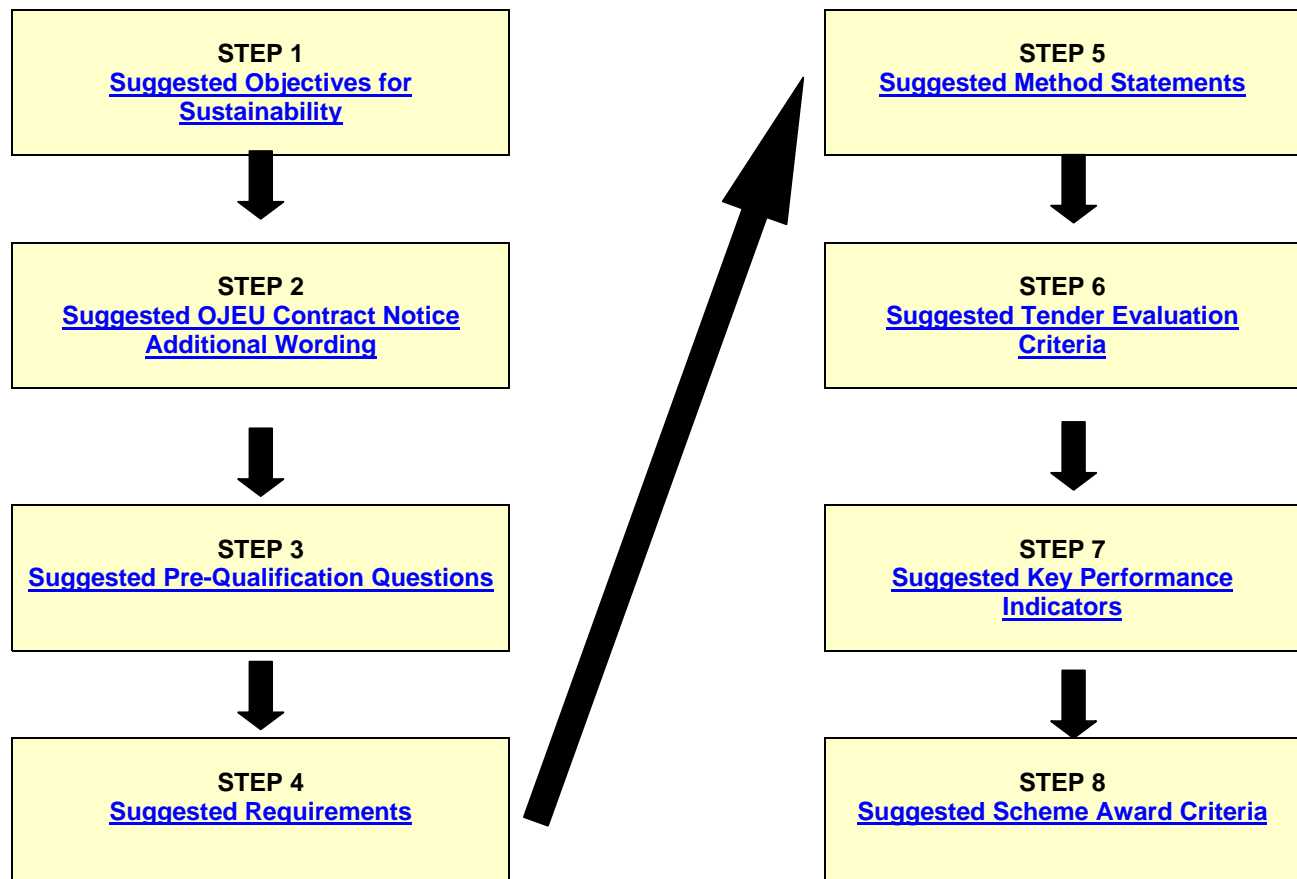 STEP 1
Suggested Objectives for
Sustainability
STEP 2
Suggested OJEU Contract Notice
Additional Wording
STEP 3
Suggested Pre-Qualification Questions
STEP 4
Suggested Requirements
STEP 5
Suggested Method Statements
STEP 6
Suggested Tender Evaluation
Criteria
STEP 7
Suggested Key Performance
Indicators
STEP 8
Suggested Scheme Award Criteria